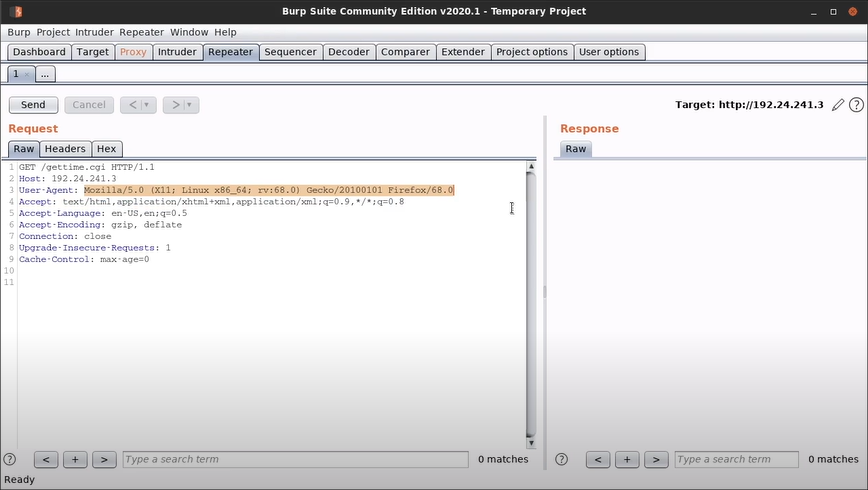 Burp Suite Community Edition v2020.1 - Temporary Project
Burp Project Intruder Repeater Window Help
Dashboard Target Proxy Intruder Repeater Sequencer Decoder Comparer Extender Project options User options
1 ...
Send Cancel < > Target: http://192.24.241.3 ?
Request
Raw Headers Hex
1 GET /gettime.cgi HTTP/1.1
2 Host: 192.24.241.3
3 User-Agent: Mozilla/5.0 (X11; Linux x86_64; rv:68.0) Gecko/20100101 Firefox/68.0
4 Accept: text/html,application/xhtml+xml,application/xml;q=0.9,*/*;q=0.8
5 Accept-Language: en-US,en;q=0.5
6 Accept-Encoding: gzip, deflate
7 Connection: close
8 Upgrade-Insecure-Requests: 1
9 Cache-Control: max-age=0
10
11
? < + > Type a search term 0 matches
Response
Raw
? < + > Type a search term 0 matches
Ready